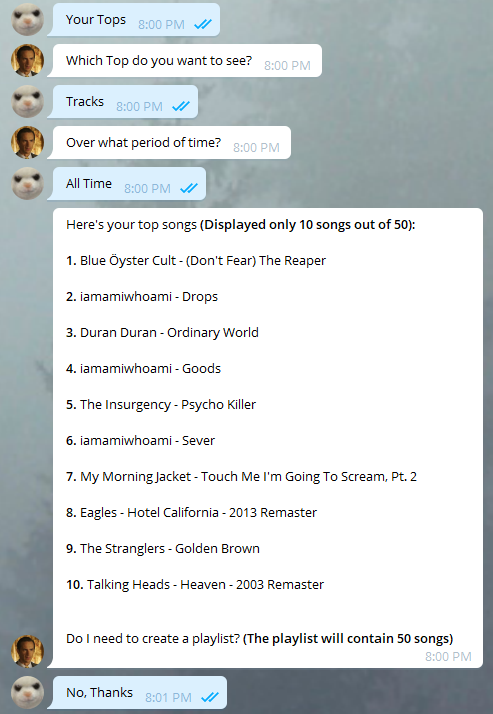 Your Tops 8:00 PM
Which Top do you want to see? 8:00 PM
Tracks 8:00 PM
Over what period of time? 8:00 PM
All Time 8:00 PM
Here's your top songs (Displayed only 10 songs out of 50):
1. Blue Öyster Cult - (Don't Fear) The Reaper
2. iamamiwhoami - Drops
3. Duran Duran - Ordinary World
4. iamamiwhoami - Goods
5. The Insurgency - Psycho Killer
6. iamamiwhoami - Sever
7. My Morning Jacket - Touch Me I'm Going To Scream, Pt. 2
8. Eagles - Hotel California - 2013 Remaster
9. The Stranglers - Golden Brown
10. Talking Heads - Heaven - 2003 Remaster
Do I need to create a playlist? (The playlist will contain 50 songs)
8:00 PM
No, Thanks 8:01 PM